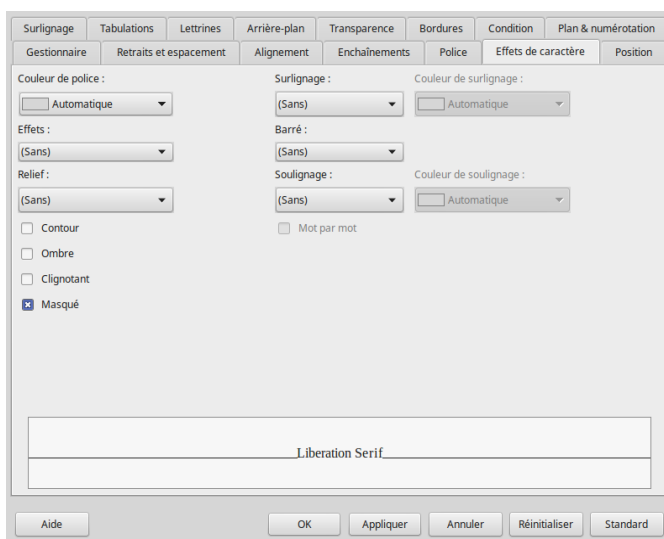 Surlignage Tabulations Lettrines Arrière-plan Transparence Bordures Condition Plan & numérotation
Gestionnaire Retraits et espacement Alignement Enchaînements Police Effets de caractère Position
Couleur de police : Surlignage : Couleur de surlignage :
Automatique (Sans) Automatique
Effets : Barré :
(Sans) (Sans)
Relief : Soulignage : Couleur de soulignage :
(Sans) (Sans) Automatique
Contour Mot par mot
Ombre
Clignotant
Masqué
Liberation Serif
Aide OK Appliquer Annuler Réinitialiser Standard